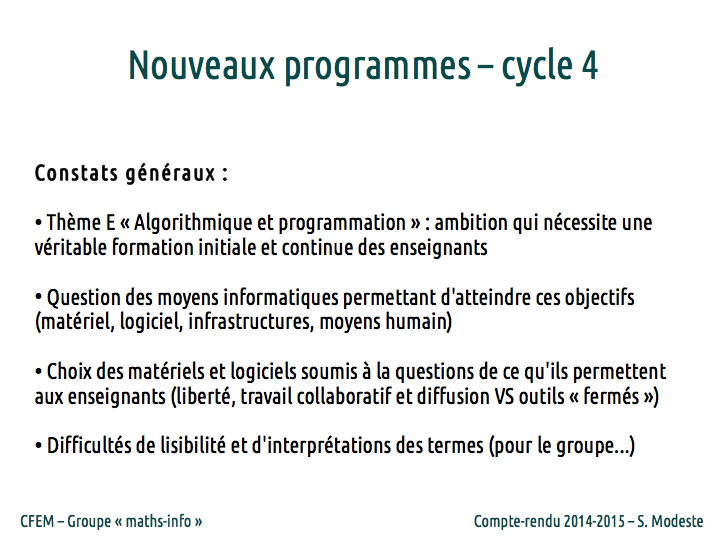 Nouveaux programmes – cycle 4
Constats généraux :
• Thème E « Algorithmique et programmation » : ambition qui nécessite une
véritable formation initiale et continue des enseignants
• Question des moyens informatiques permettant d'atteindre ces objectifs
(matériel, logiciel, infrastructures, moyens humain)
• Choix des matériels et logiciels soumis à la questions de ce qu'ils permettent
aux enseignants (liberté, travail collaboratif et diffusion VS outils « fermés »)
• Difficultés de lisibilité et d'interprétations des termes (pour le groupe...)
CFEM – Groupe « maths-info »
Compte-rendu 2014-2015 – S. Modeste